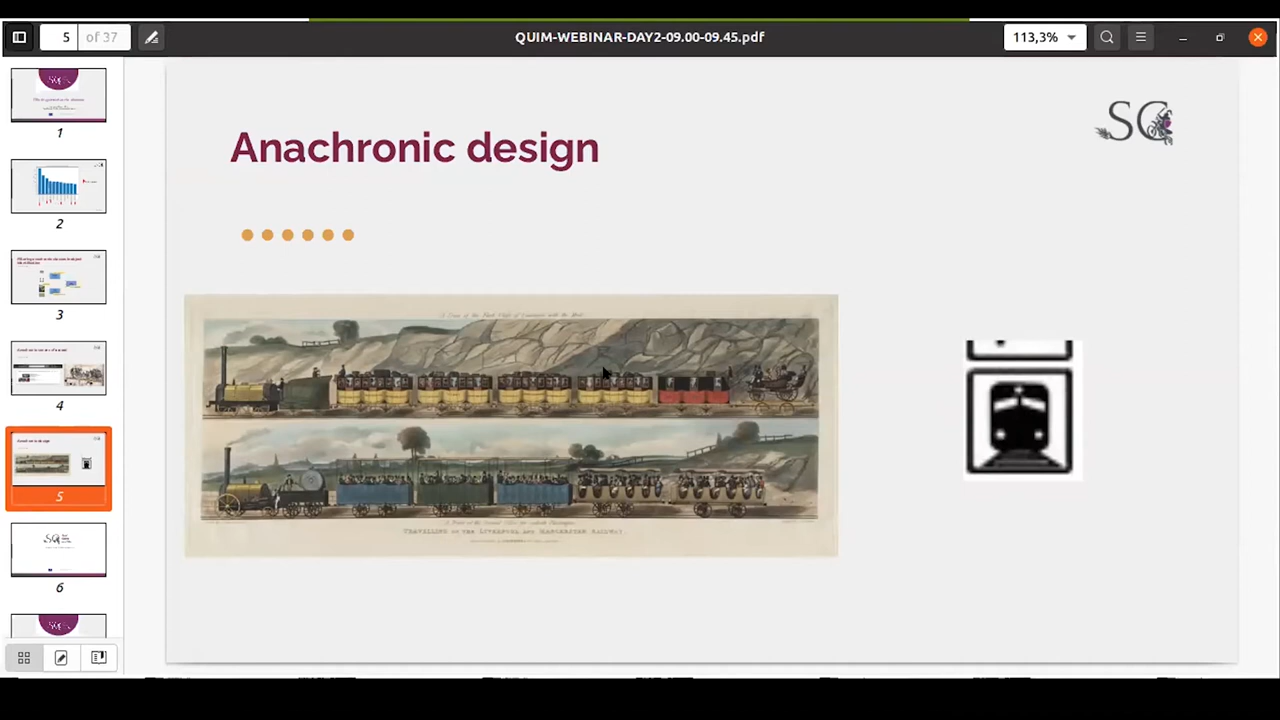 5 of 37
QUIM-WEBINAR-DAY2-09.00-09.45.pdf
113,3%
Anachronic design
SQ
TRAVELLING ON THE LIVERPOOL AND MANCHESTER RAILWAY.
1
2
3
4
5
6